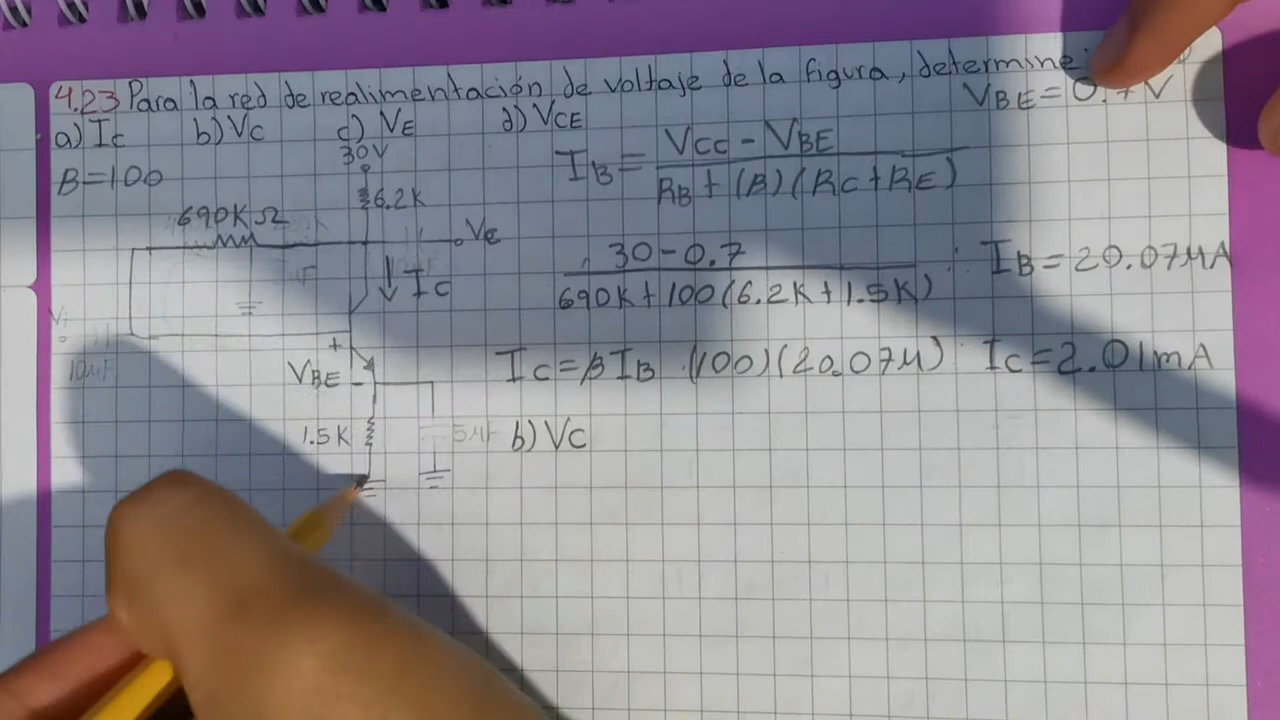 4.23 Para la red de realimentación de voltaje de la figura, determine
VBE=0.7V
a) Ic b) Vc c) VE d) VCE
B=100
30V
6.2K
690KΩ
Ve
Ic
10μF
+
VBE
-
1.5K
5μF
IB = Vcc - VBE
RB + (B)(Rc+RE)
30-0.7
690K+100(6.2K+1.5K)
∴ IB=20.07μA
Ic=βIB (100)(20.07μ) ∴ Ic=2.01mA
b) Vc